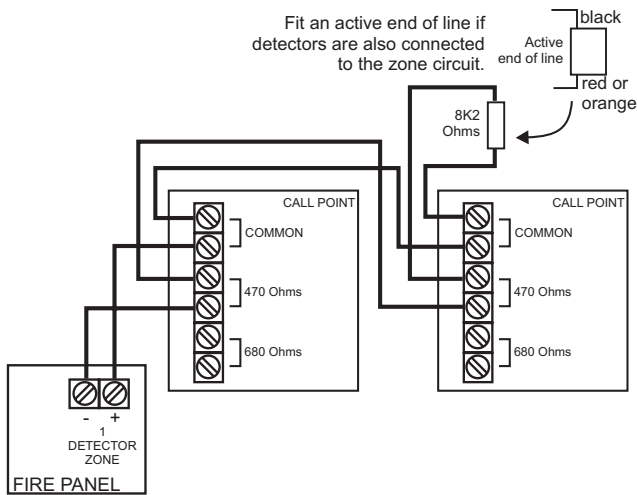 Fit an active end of line if
detectors are also connected
to the zone circuit.
black
Active
end of line
red or
orange
8K2
Ohms
CALL POINT
COMMON
470 Ohms
680 Ohms
CALL POINT
COMMON
470 Ohms
680 Ohms
- +
1
DETECTOR
ZONE
FIRE PANEL